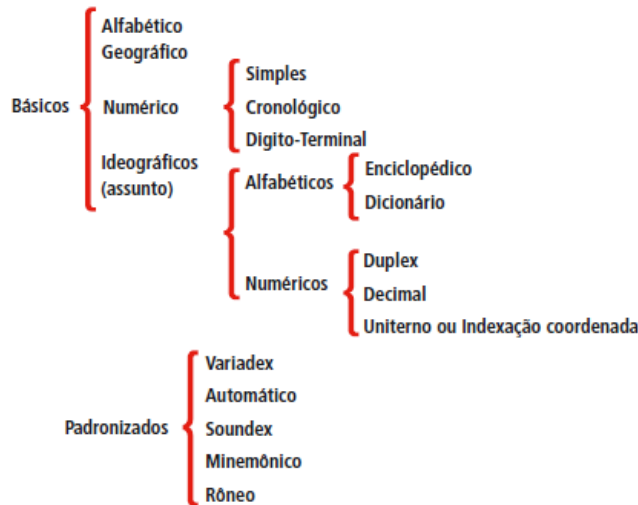 Alfabético
Geográfico
Básicos
Numérico
Simples
Cronológico
Digito-Terminal
Ideográficos
(assunto)
Alfabéticos
Enciclopédico
Dicionário
Numéricos
Duplex
Decimal
Uniterno ou Indexação coordenada
Padronizados
Variadex
Automático
Soundex
Minemônico
Rôneo